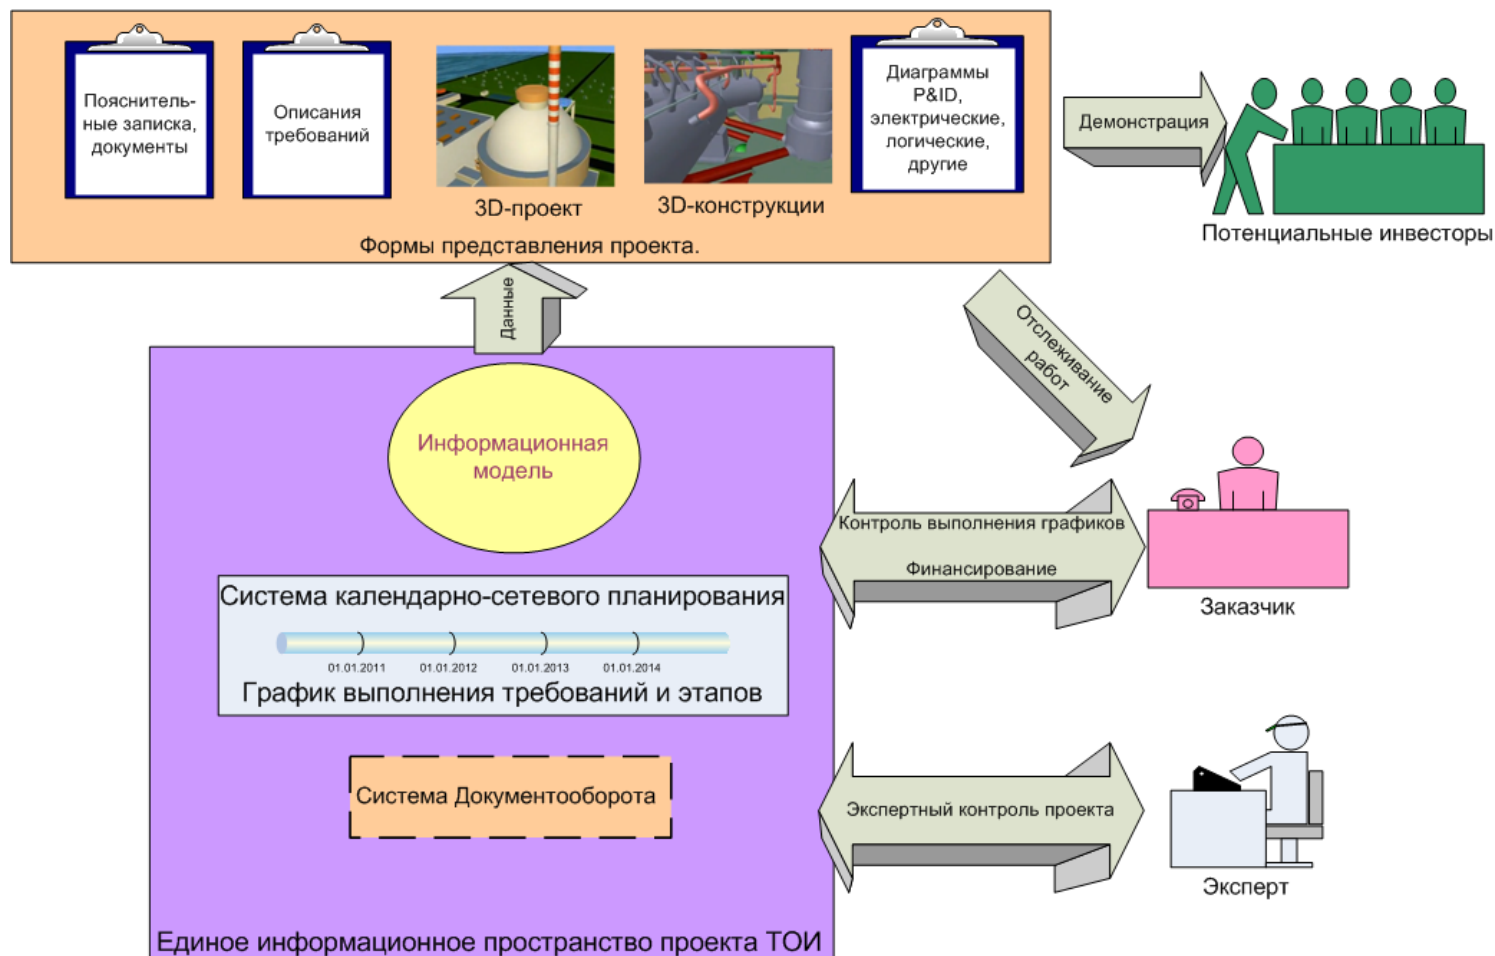 Пояснитель-
ные записка,
документы
Описания
требований
3D-проект
3D-конструкции
Диаграммы
P&ID,
электрические,
логические,
другие
Формы представления проекта.
Демонстрация
Потенциальные инвесторы
Данные
Отслеживание
работ
Информационная
модель
Контроль выполнения графиков
Финансирование
Заказчик
Система календарно-сетевого планирования
01.01.2011 01.01.2012 01.01.2013 01.01.2014
График выполнения требований и этапов
Система Документооборота
Экспертный контроль проекта
Эксперт
Единое информационное пространство проекта ТОИ